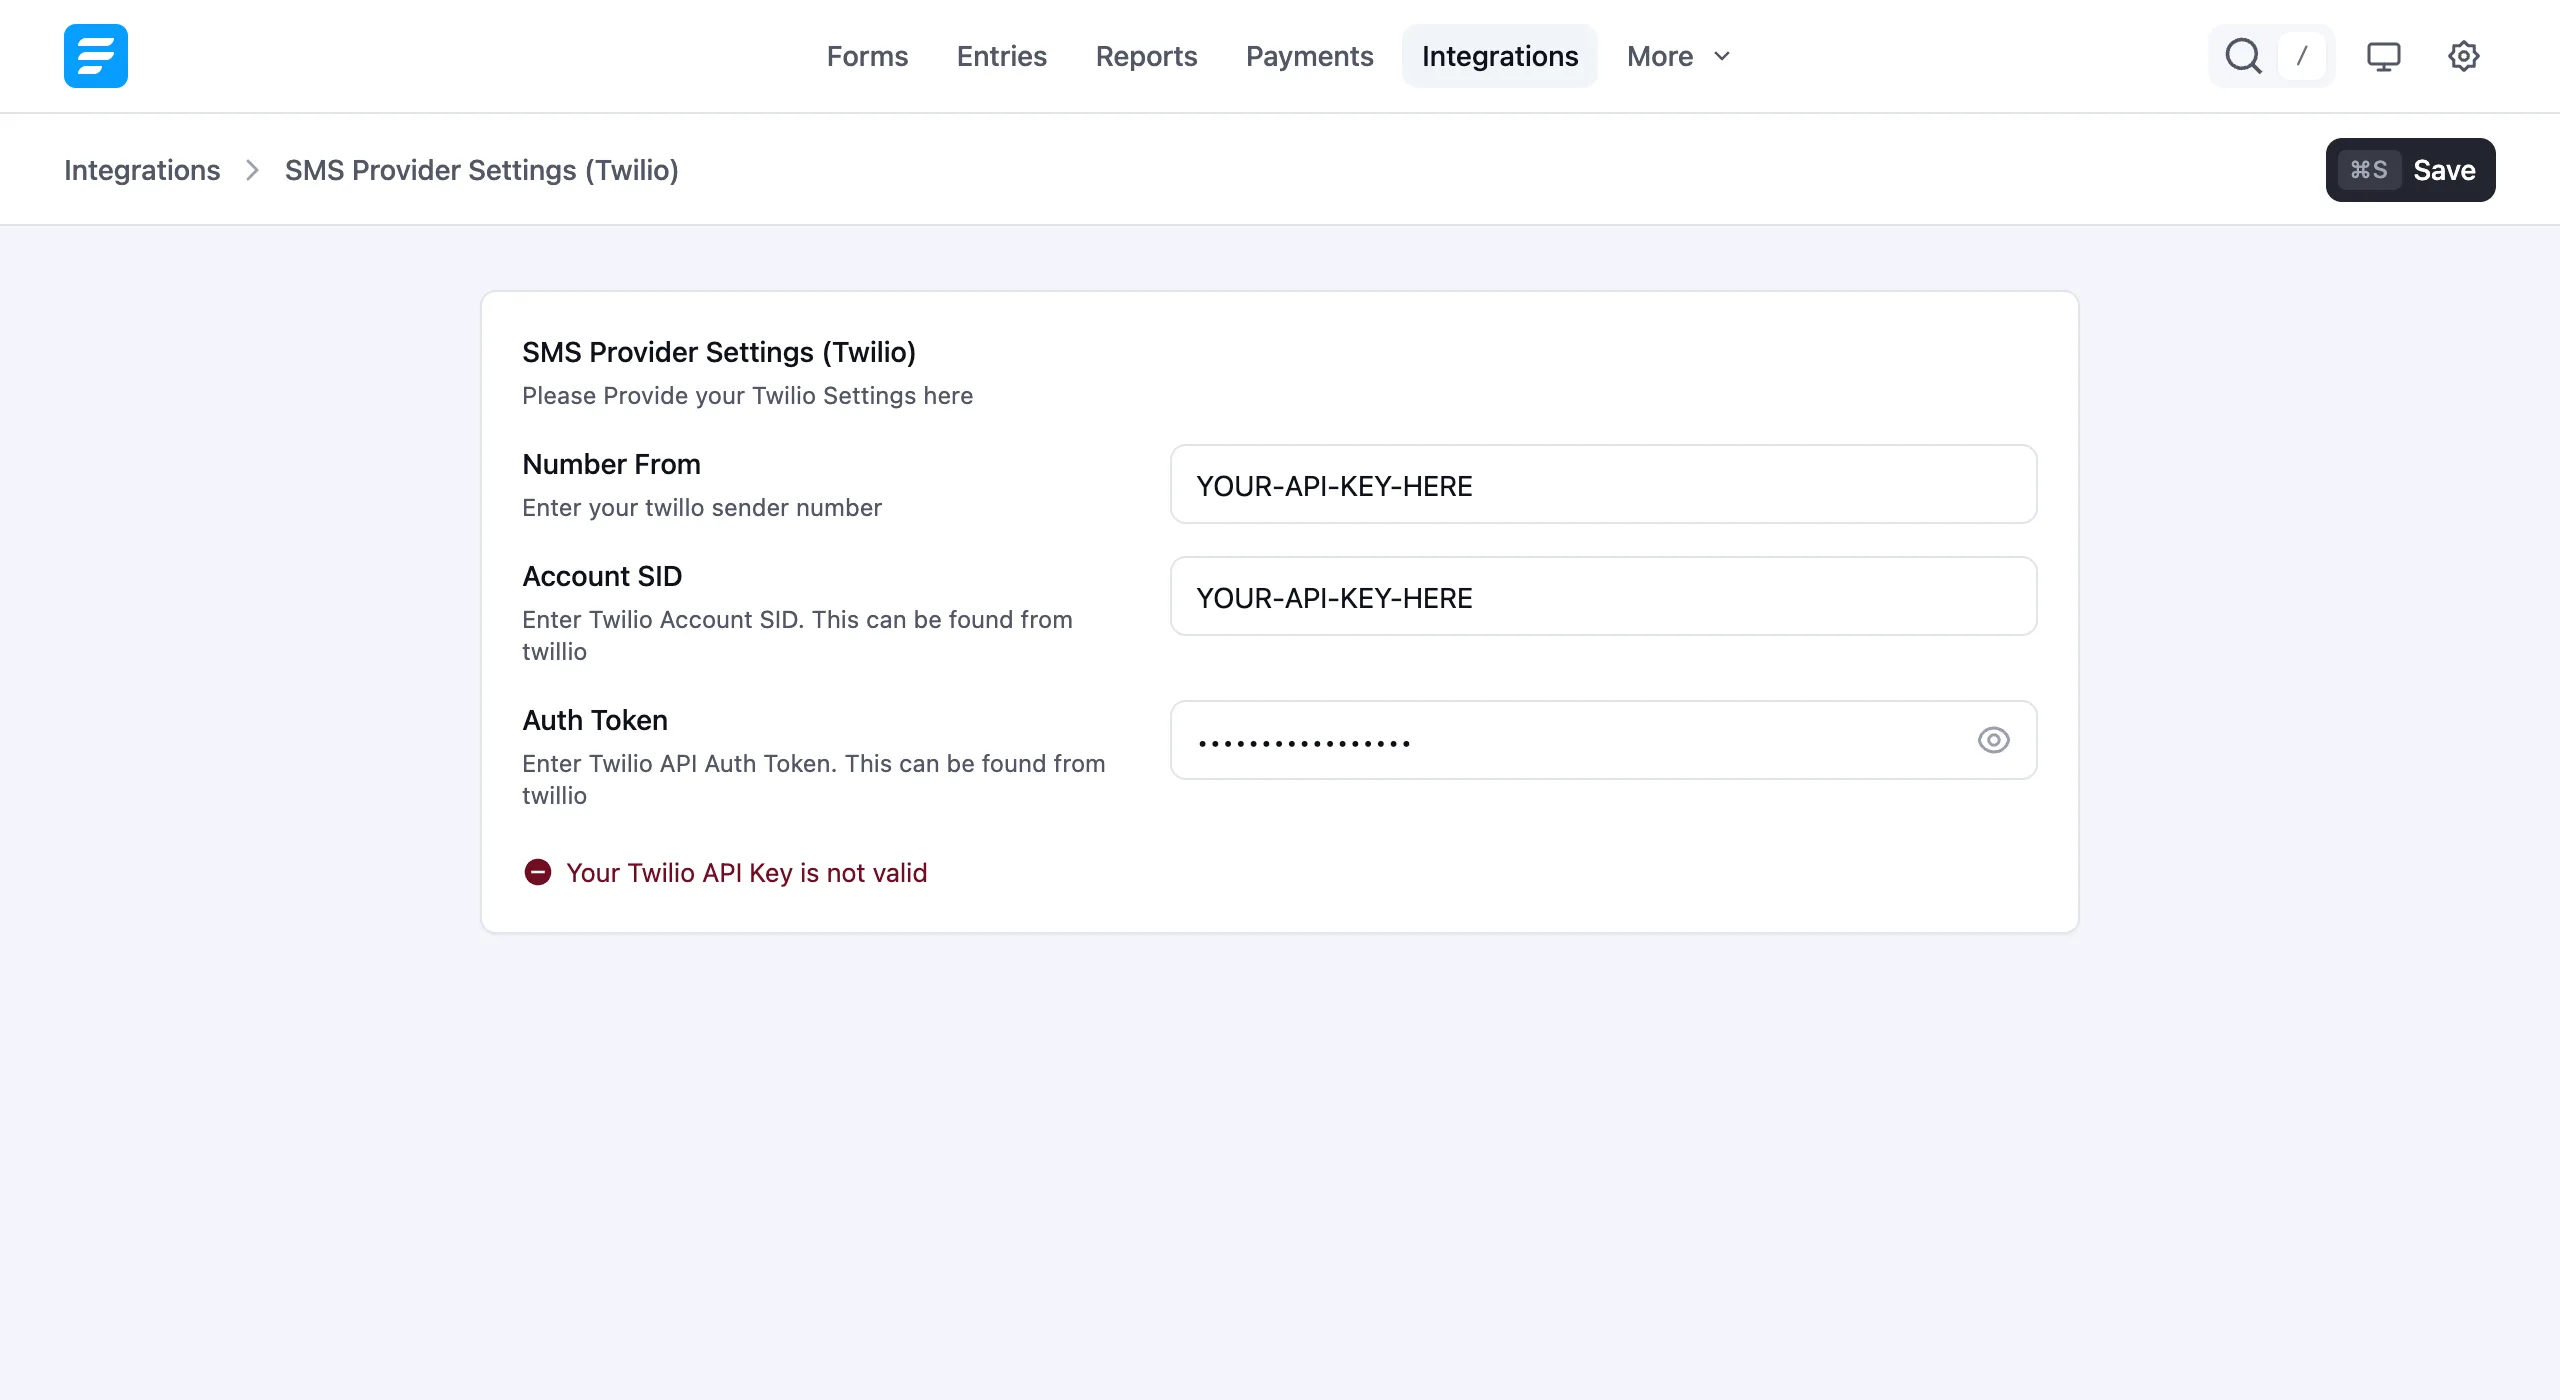 Forms Entries Reports Payments Integrations More /
Integrations > SMS Provider Settings (Twilio) ⌘S Save
SMS Provider Settings (Twilio)
Please Provide your Twilio Settings here
Number From
Enter your twillo sender number
YOUR-API-KEY-HERE
Account SID
Enter Twilio Account SID. This can be found from
twillio
YOUR-API-KEY-HERE
Auth Token
Enter Twilio API Auth Token. This can be found from
twillio
•••••••••••••••••
Your Twilio API Key is not valid